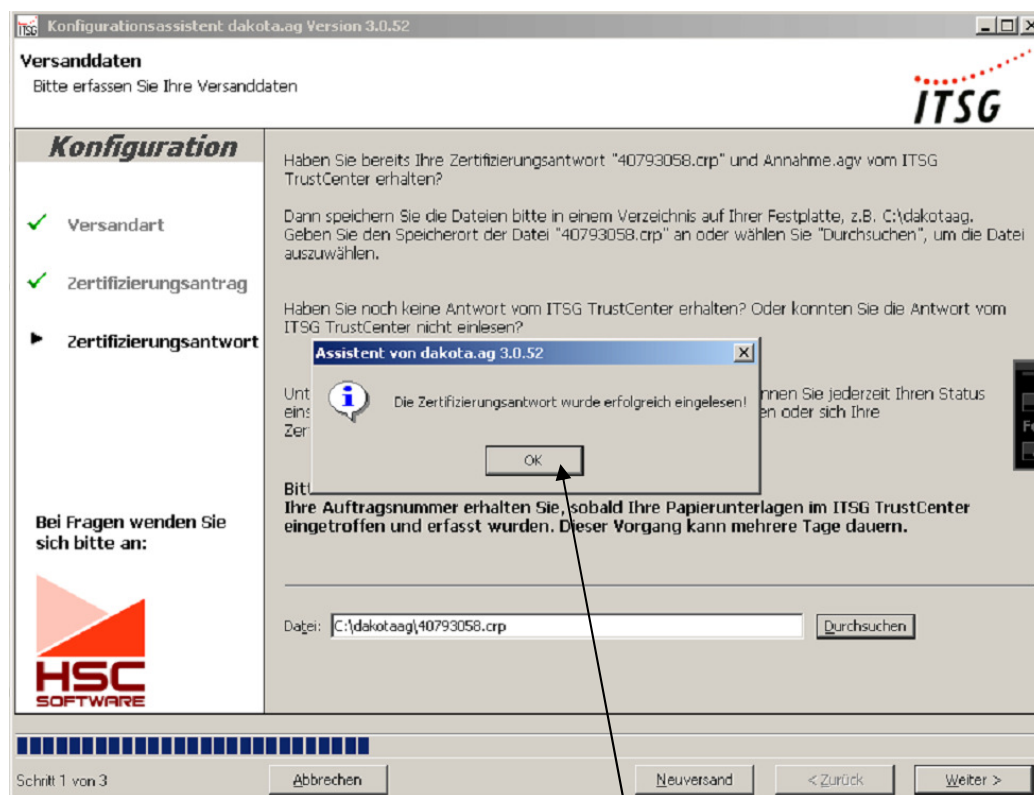 Konfigurationsassistent dakota.ag Version 3.0.52
Versanddaten
Bitte erfassen Sie Ihre Versanddaten
ITSG
Konfiguration
Versandart
Zertifizierungsantrag
Zertifizierungsantwort
Bei Fragen wenden Sie
sich bitte an:
HSC
SOFTWARE
Haben Sie bereits Ihre Zertifizierungsantwort "40793058.crp" und Annahme.agv vom ITSG
TrustCenter erhalten?
Dann speichern Sie die Dateien bitte in einem Verzeichnis auf Ihrer Festplatte, z.B. C:\dakotaag.
Geben Sie den Speicherort der Datei "40793058.crp" an oder wählen Sie "Durchsuchen", um die Datei
auszuwählen.
Haben Sie noch keine Antwort vom ITSG TrustCenter erhalten? Oder konnten Sie die Antwort vom
ITSG TrustCenter nicht einlesen?
Assistent von dakota.ag 3.0.52
Die Zertifizierungsantwort wurde erfolgreich eingelesen!
OK
Unt nnen Sie jederzeit Ihren Status
eins en oder sich Ihre
Zer
Bitt
Ihre Auftragsnummer erhalten Sie, sobald Ihre Papierunterlagen im ITSG TrustCenter
eingetroffen und erfasst wurden. Dieser Vorgang kann mehrere Tage dauern.
Datei: C:\dakotaag\40793058.crp Durchsuchen
Schritt 1 von 3 Abbrechen Neuversand < Zurück Weiter >